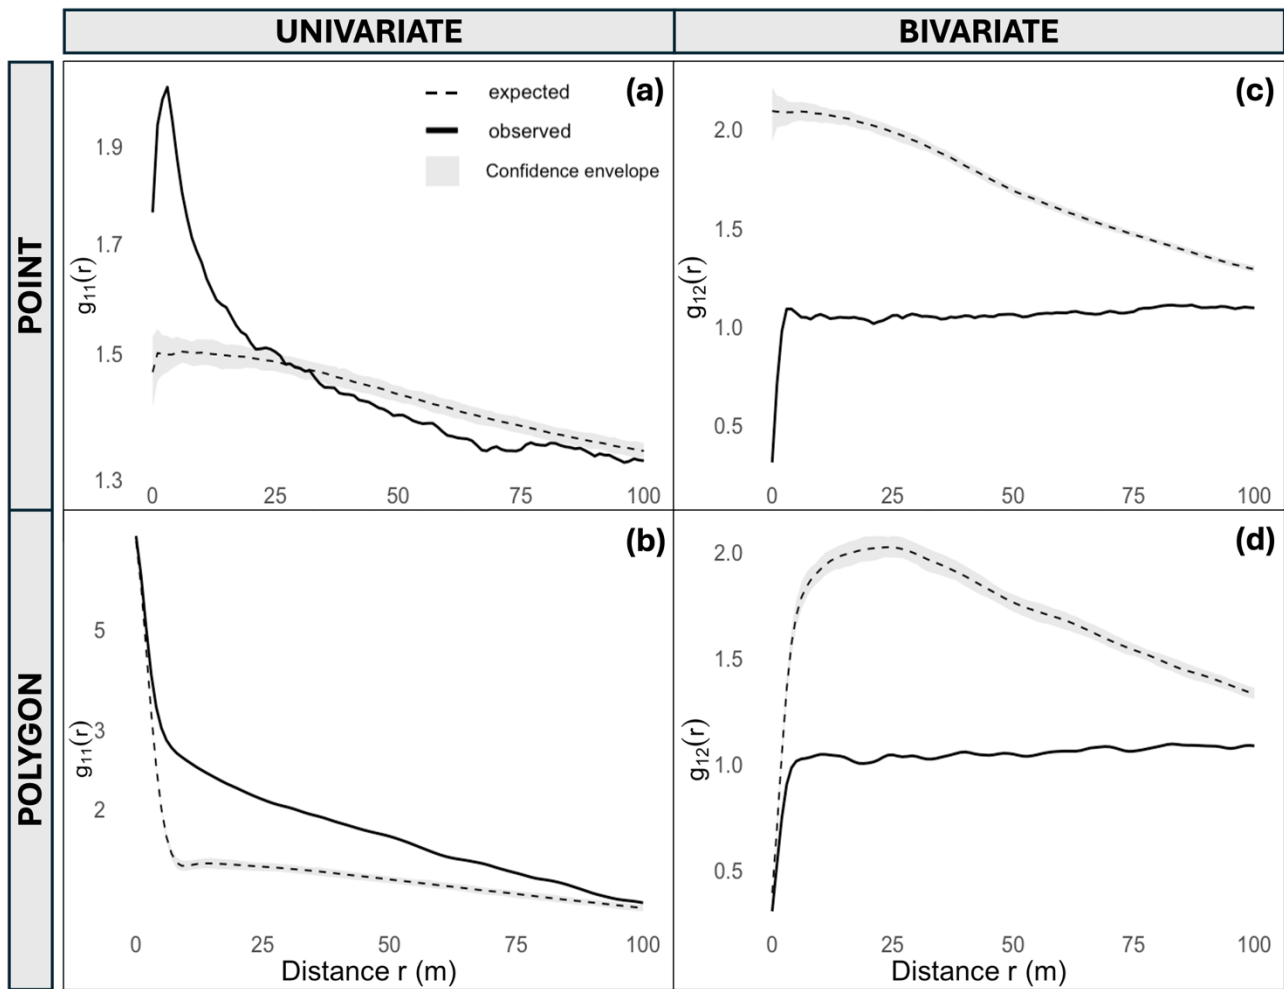 UNIVARIATE
BIVARIATE
POINT
(a)
expected
observed
Confidence envelope
g11(r)
1.9
1.7
1.5
1.3
0 25 50 75 100
(c)
g12(r)
2.0
1.5
1.0
0.5
0 25 50 75 100
POLYGON
(b)
g11(r)
5
3
2
0 25 50 75 100
Distance r (m)
(d)
g12(r)
2.0
1.5
1.0
0.5
0 25 50 75 100
Distance r (m)